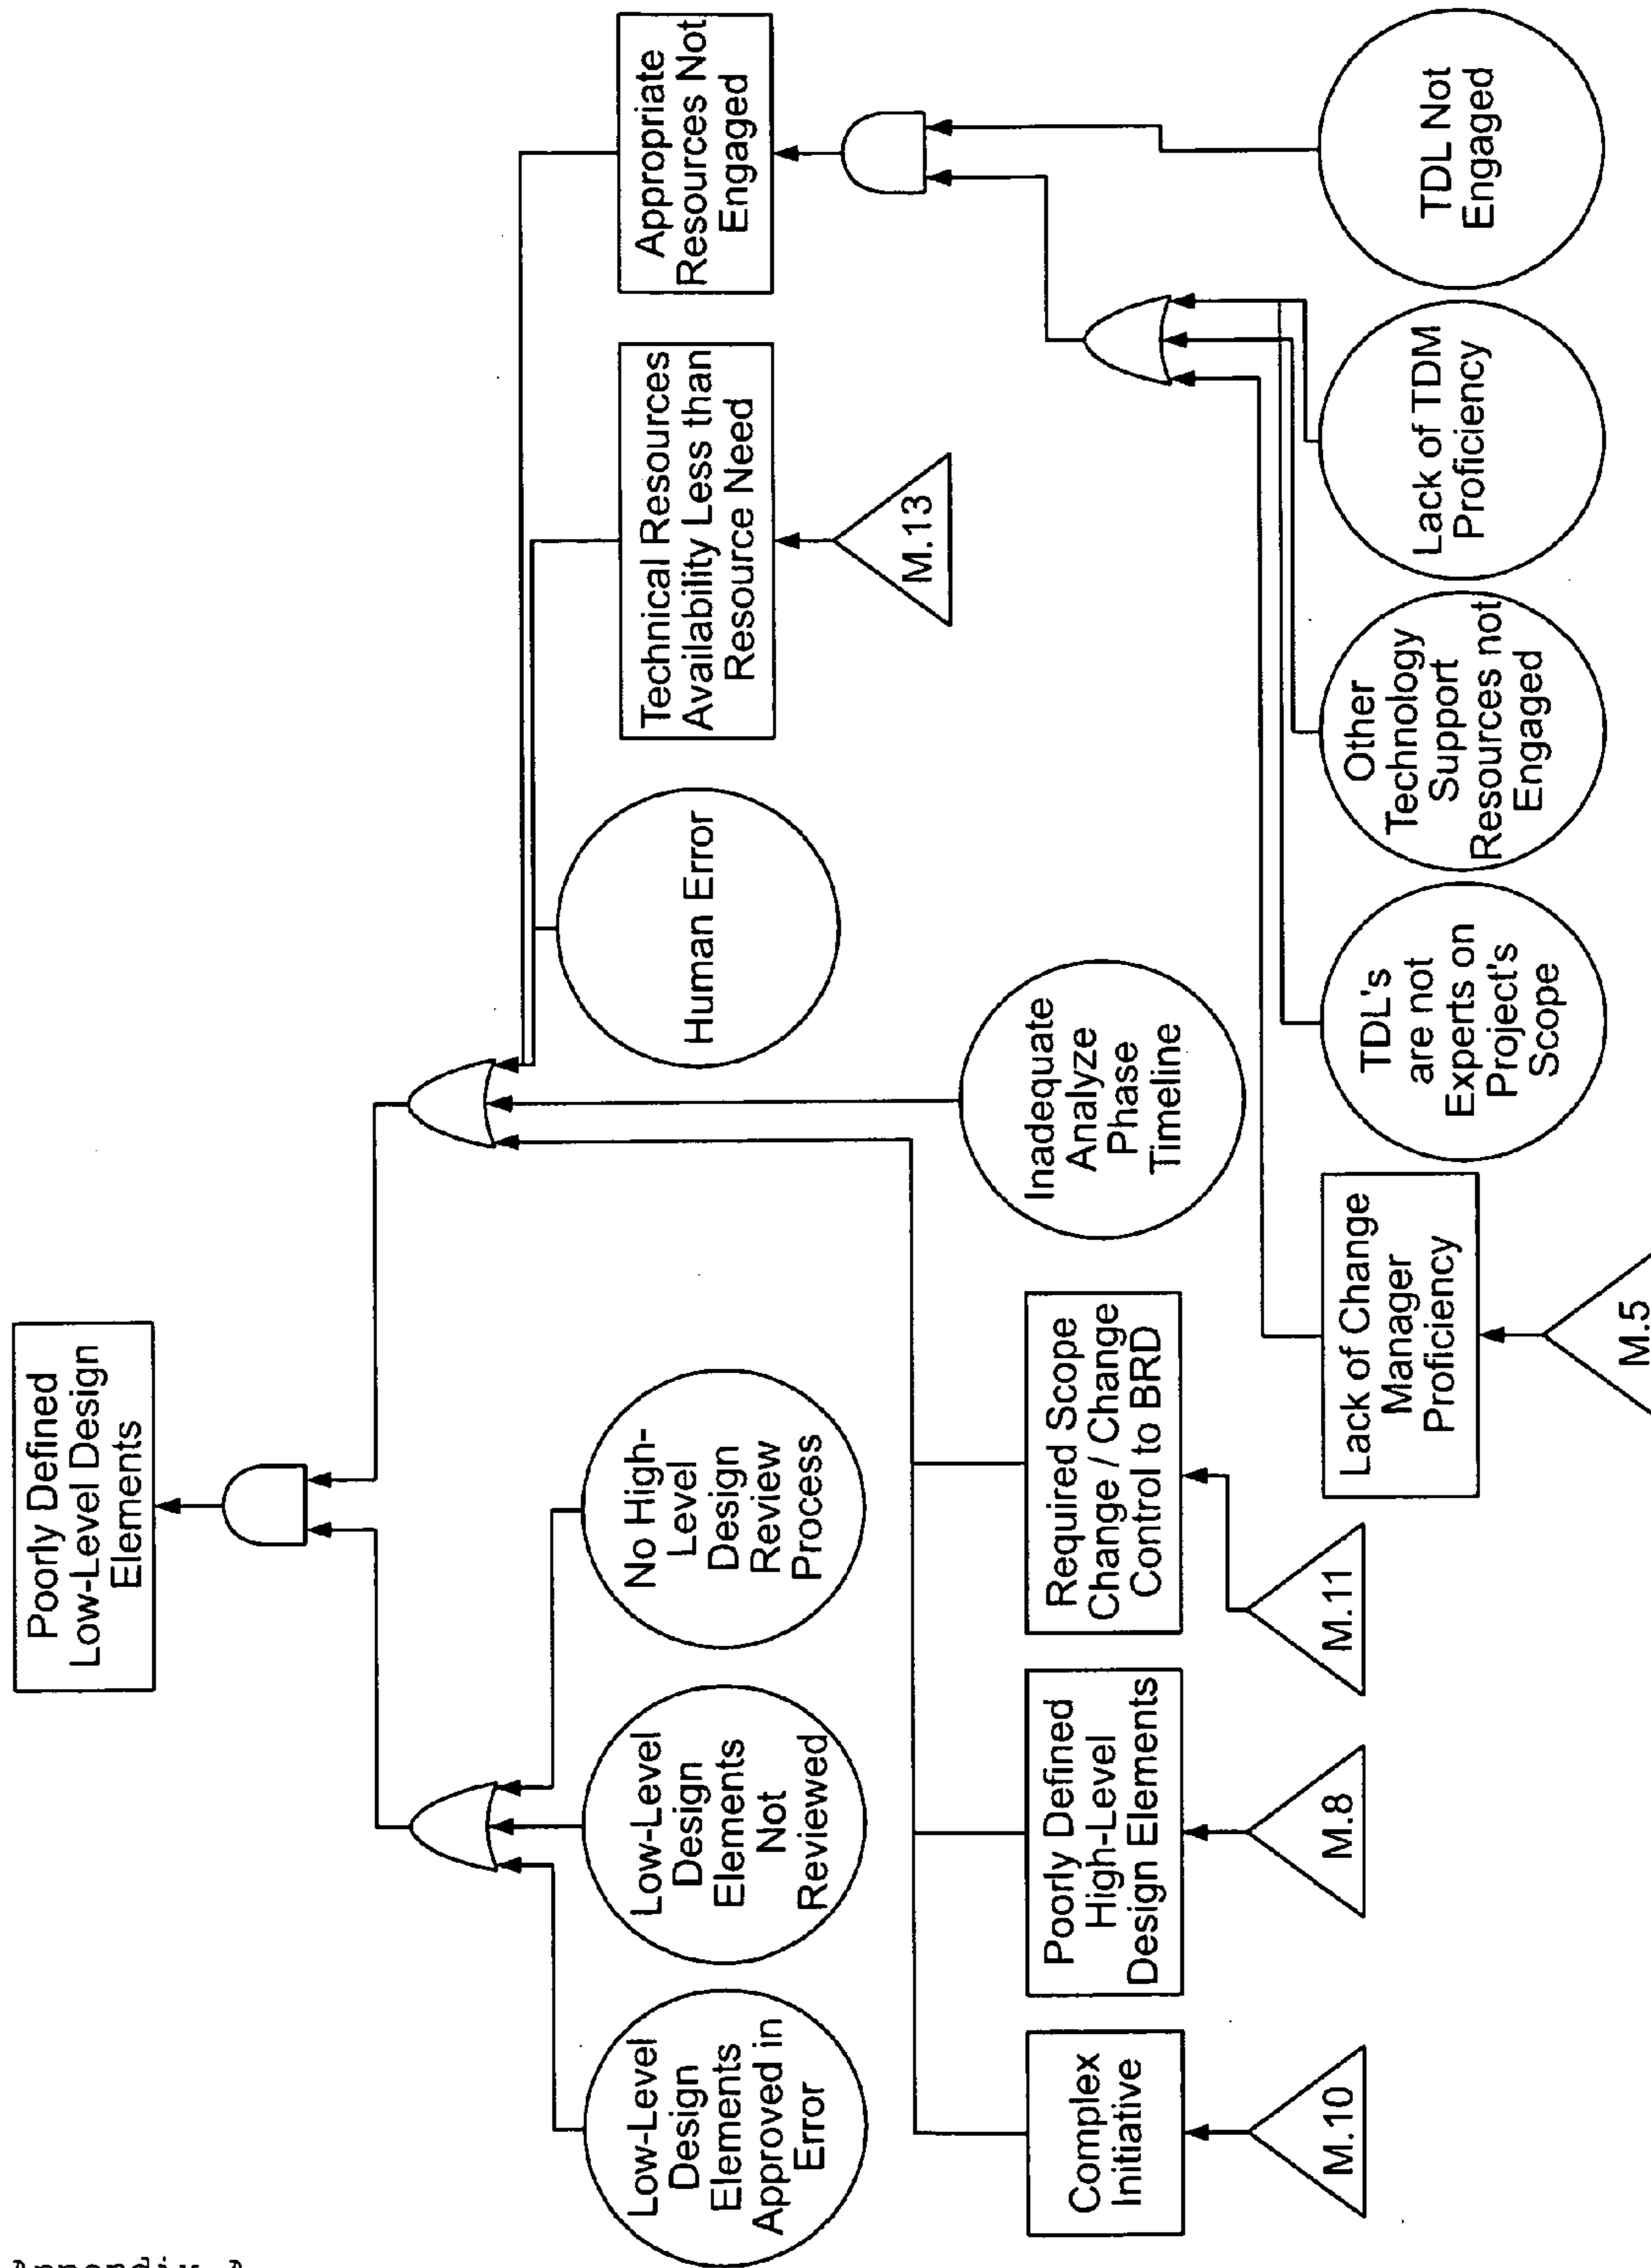 Poorly Defined
Low-Level Design
Elements
Low-Level
Design
Elements
Approved in
Error
Low-Level
Design
Elements
Not
Reviewed
No High-
Level
Design
Review
Process
Human Error
Technical Resources
Availability Less than
Resource Need
M.13
Appropriate
Resources Not
Engaged
Complex
Initiative
M.10
Poorly Defined
High-Level
Design Elements
M.8
Required Scope
Change / Change
Control to BRD
M.11
Inadequate
Analyze
Phase
Timeline
Lack of Change
Manager
Proficiency
M.5
TDL's
are not
Experts on
Project's
Scope
Other
Technology
Support
Resources not
Engaged
Lack of TDM
Proficiency
TDL Not
Engaged
Appendix A